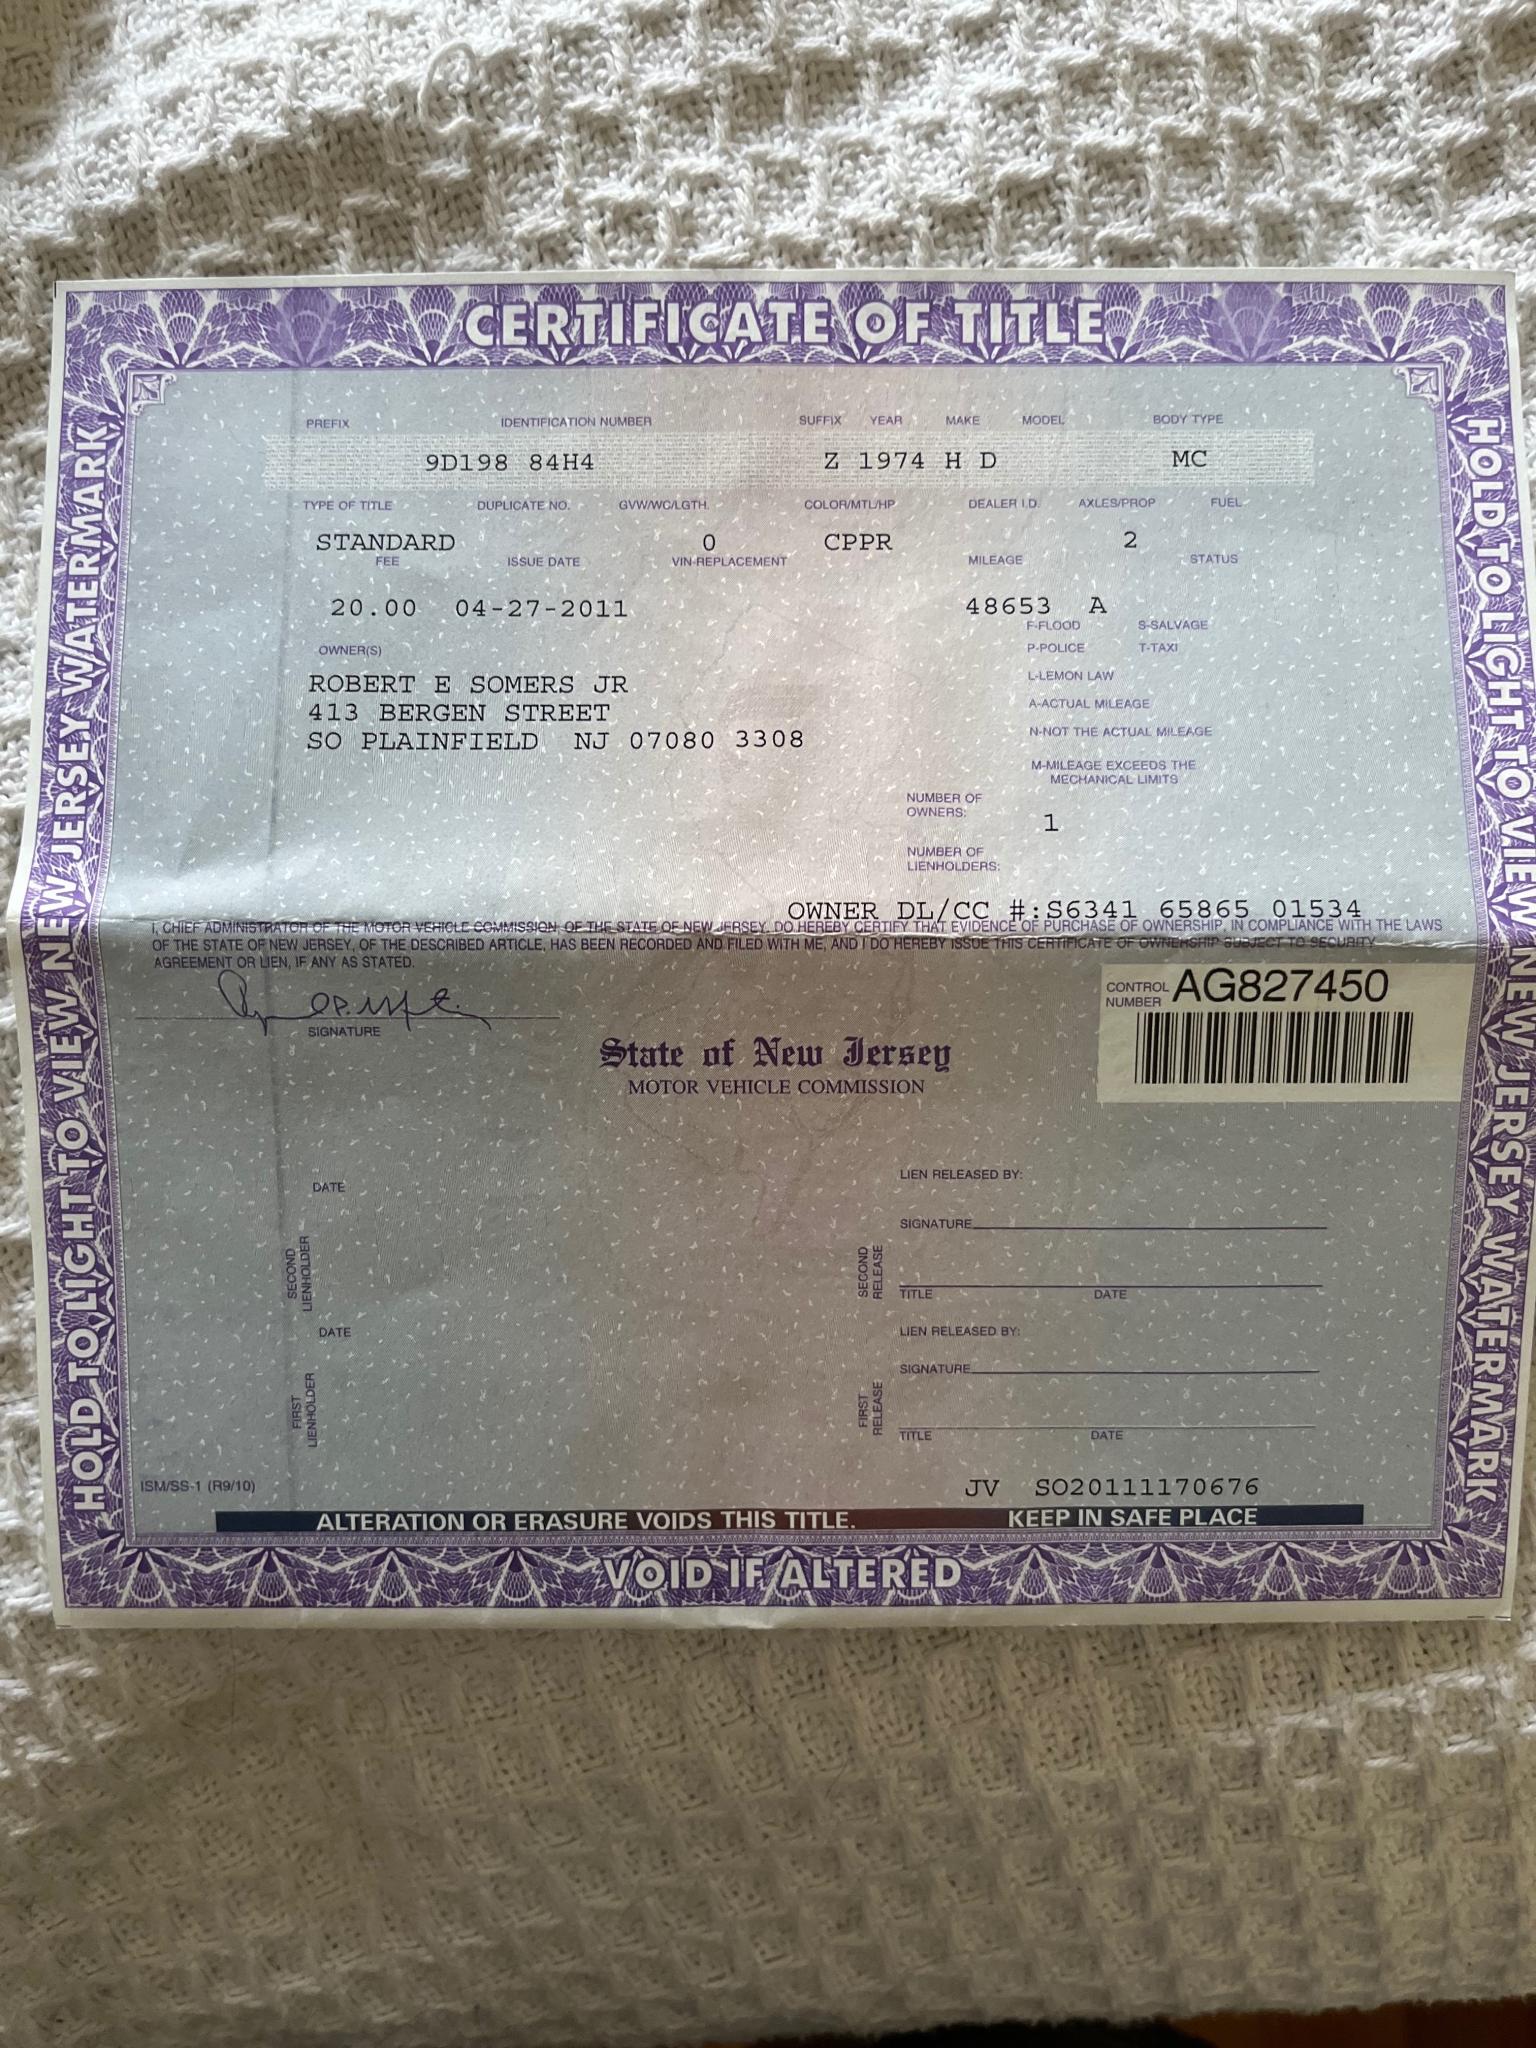 CERTIFICATE OF TITLE
HOLD TO LIGHT TO VIEW NEW JERSEY WATERMARK
HOLD TO LIGHT TO VIEW NEW JERSEY WATERMARK
PREFIX IDENTIFICATION NUMBER SUFFIX YEAR MAKE MODEL BODY TYPE
9D198 84H4 Z 1974 H D MC
TYPE OF TITLE DUPLICATE NO. GVW/WC/LGTH. COLOR/MTL/HP DEALER I.D. AXLES/PROP FUEL
STANDARD 0 CPPR 2
FEE ISSUE DATE VIN-REPLACEMENT MILEAGE STATUS
20.00 04-27-2011 48653 A
F-FLOOD S-SALVAGE
P-POLICE T-TAXI
L-LEMON LAW
A-ACTUAL MILEAGE
N-NOT THE ACTUAL MILEAGE
M-MILEAGE EXCEEDS THE
MECHANICAL LIMITS
OWNER(S)
ROBERT E SOMERS JR
413 BERGEN STREET
SO PLAINFIELD NJ 07080 3308
NUMBER OF
OWNERS: 1
NUMBER OF
LIENHOLDERS:
OWNER DL/CC #:S6341 65865 01534
I, CHIEF ADMINISTRATOR OF THE MOTOR VEHICLE COMMISSION OF THE STATE OF NEW JERSEY, DO HEREBY CERTIFY THAT EVIDENCE OF PURCHASE OF OWNERSHIP, IN COMPLIANCE WITH THE LAWS
OF THE STATE OF NEW JERSEY, OF THE DESCRIBED ARTICLE, HAS BEEN RECORDED AND FILED WITH ME, AND I DO HEREBY ISSUE THIS CERTIFICATE OF OWNERSHIP SUBJECT TO SECURITY
AGREEMENT OR LIEN, IF ANY AS STATED.
SIGNATURE
CONTROL
NUMBER AG827450
State of New Jersey
MOTOR VEHICLE COMMISSION
DATE
SECOND
LIENHOLDER
LIEN RELEASED BY:
SIGNATURE
SECOND
RELEASE
TITLE DATE
DATE
FIRST
LIENHOLDER
LIEN RELEASED BY:
SIGNATURE
FIRST
RELEASE
TITLE DATE
ISM/SS-1 (R9/10)
JV SO20111170676
ALTERATION OR ERASURE VOIDS THIS TITLE. KEEP IN SAFE PLACE
VOID IF ALTERED